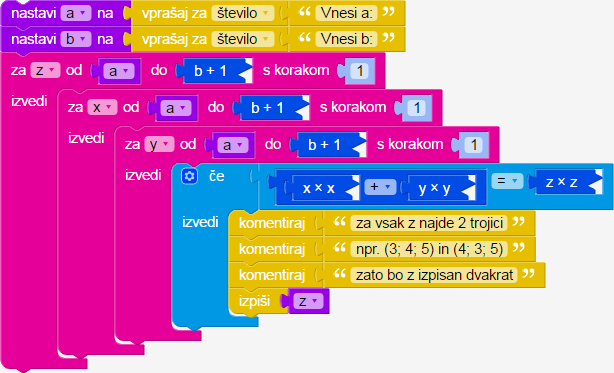 nastavi a na vprašaj za število “ Vnesi a: ”
nastavi b na vprašaj za število “ Vnesi b: ”
za z od a do b + 1 s korakom 1
izvedi za x od a do b + 1 s korakom 1
izvedi za y od a do b + 1 s korakom 1
izvedi če x × x + y × y = z × z
izvedi komentiraj “ za vsak z najde 2 trojici ”
komentiraj “ npr. (3; 4; 5) in (4; 3; 5) ”
komentiraj “ zato bo z izpisan dvakrat ”
izpiši z